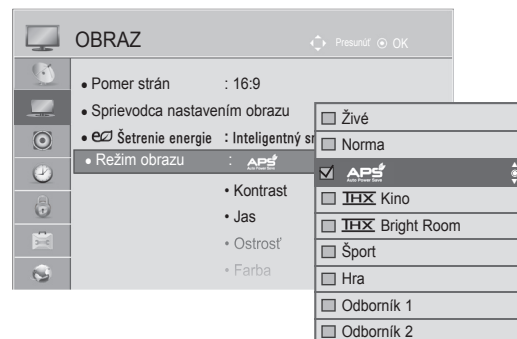 OBRAZ
Presunúť OK
• Pomer strán : 16:9
• Sprievodca nastavením obrazu
• eco Šetrenie energie : Inteligentný
• Režim obrazu : APS
Auto Power Save
• Kontrast
• Jas
• Ostrosť
• Farba
Živé
Norma
APS
Auto Power Save
THX Kino
THX Bright Room
Šport
Hra
Odborník 1
Odborník 2